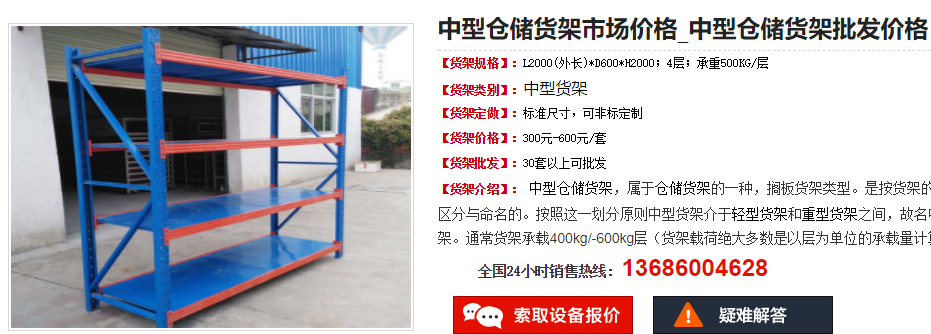 中型仓储货架市场价格_中型仓储货架批发价格
【货架规格】：L2000(外长)*D600*H2000；4层；承重500KG/层
【货架类别】：中型货架
【货架定做】：标准尺寸，可非标定制
【货架价格】：300元-600元/套
【货架批发】：30套以上可批发
【货架介绍】： 中型仓储货架，属于仓储货架的一种，搁板货架类型。是按货架的
区分与命名的。按照这一划分原则中型货架介于轻型货架和重型货架之间，故名中
架。通常货架承载400kg/-600kg层（货架载荷绝大多数是以层为单位的承载量计算
全国24小时销售热线：13686004628
索取设备报价
疑难解答